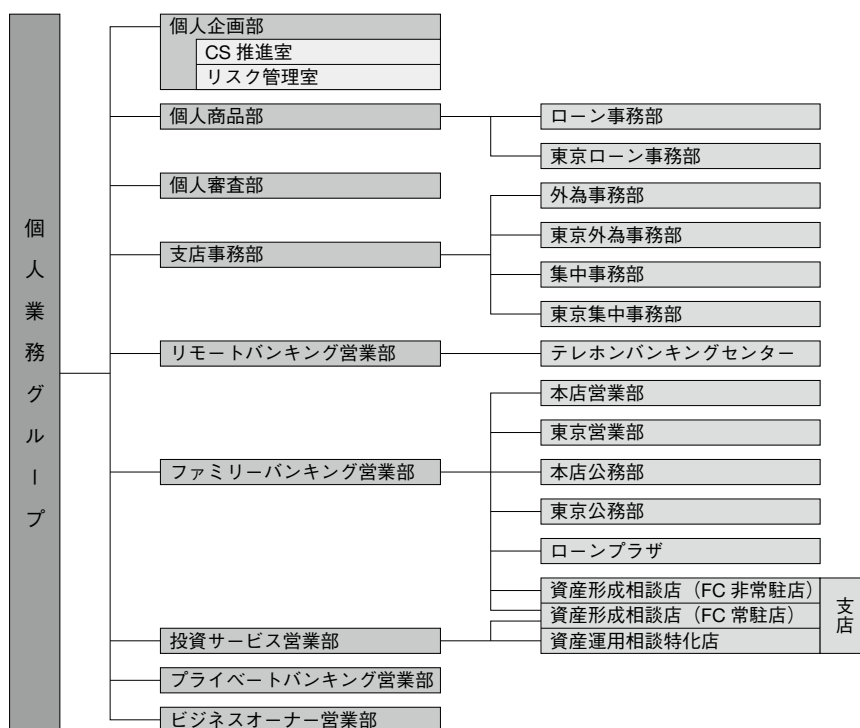 個人業務グループ
個人企画部
CS 推進室
リスク管理室
個人商品部
ローン事務部
東京ローン事務部
個人審査部
支店事務部
外為事務部
東京外為事務部
集中事務部
東京集中事務部
リモートバンキング営業部
テレホンバンキングセンター
ファミリーバンキング営業部
本店営業部
東京営業部
本店公務部
東京公務部
ローンプラザ
資産形成相談店（FC 非常駐店）
資産形成相談店（FC 常駐店）
資産運用相談特化店
支店
投資サービス営業部
プライベートバンキング営業部
ビジネスオーナー営業部